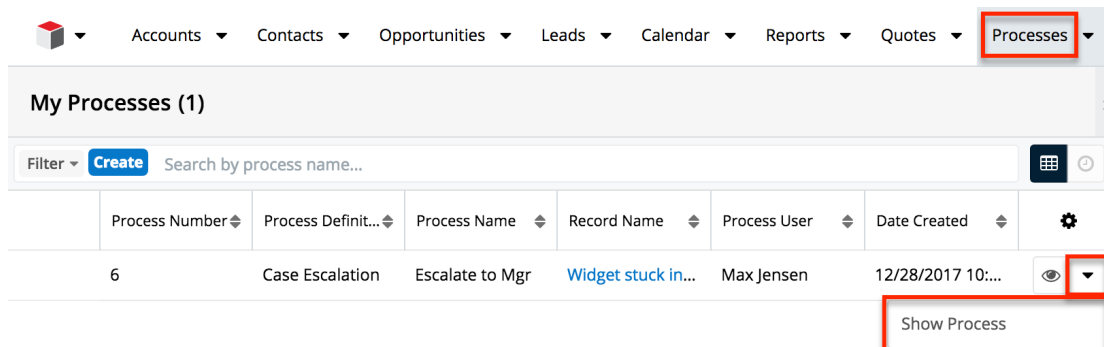 Accounts Contacts Opportunities Leads Calendar Reports Quotes Processes
My Processes (1)
Filter Create Search by process name...
Process Number Process Definit... Process Name Record Name Process User Date Created
6 Case Escalation Escalate to Mgr Widget stuck in... Max Jensen 12/28/2017 10:...
Show Process